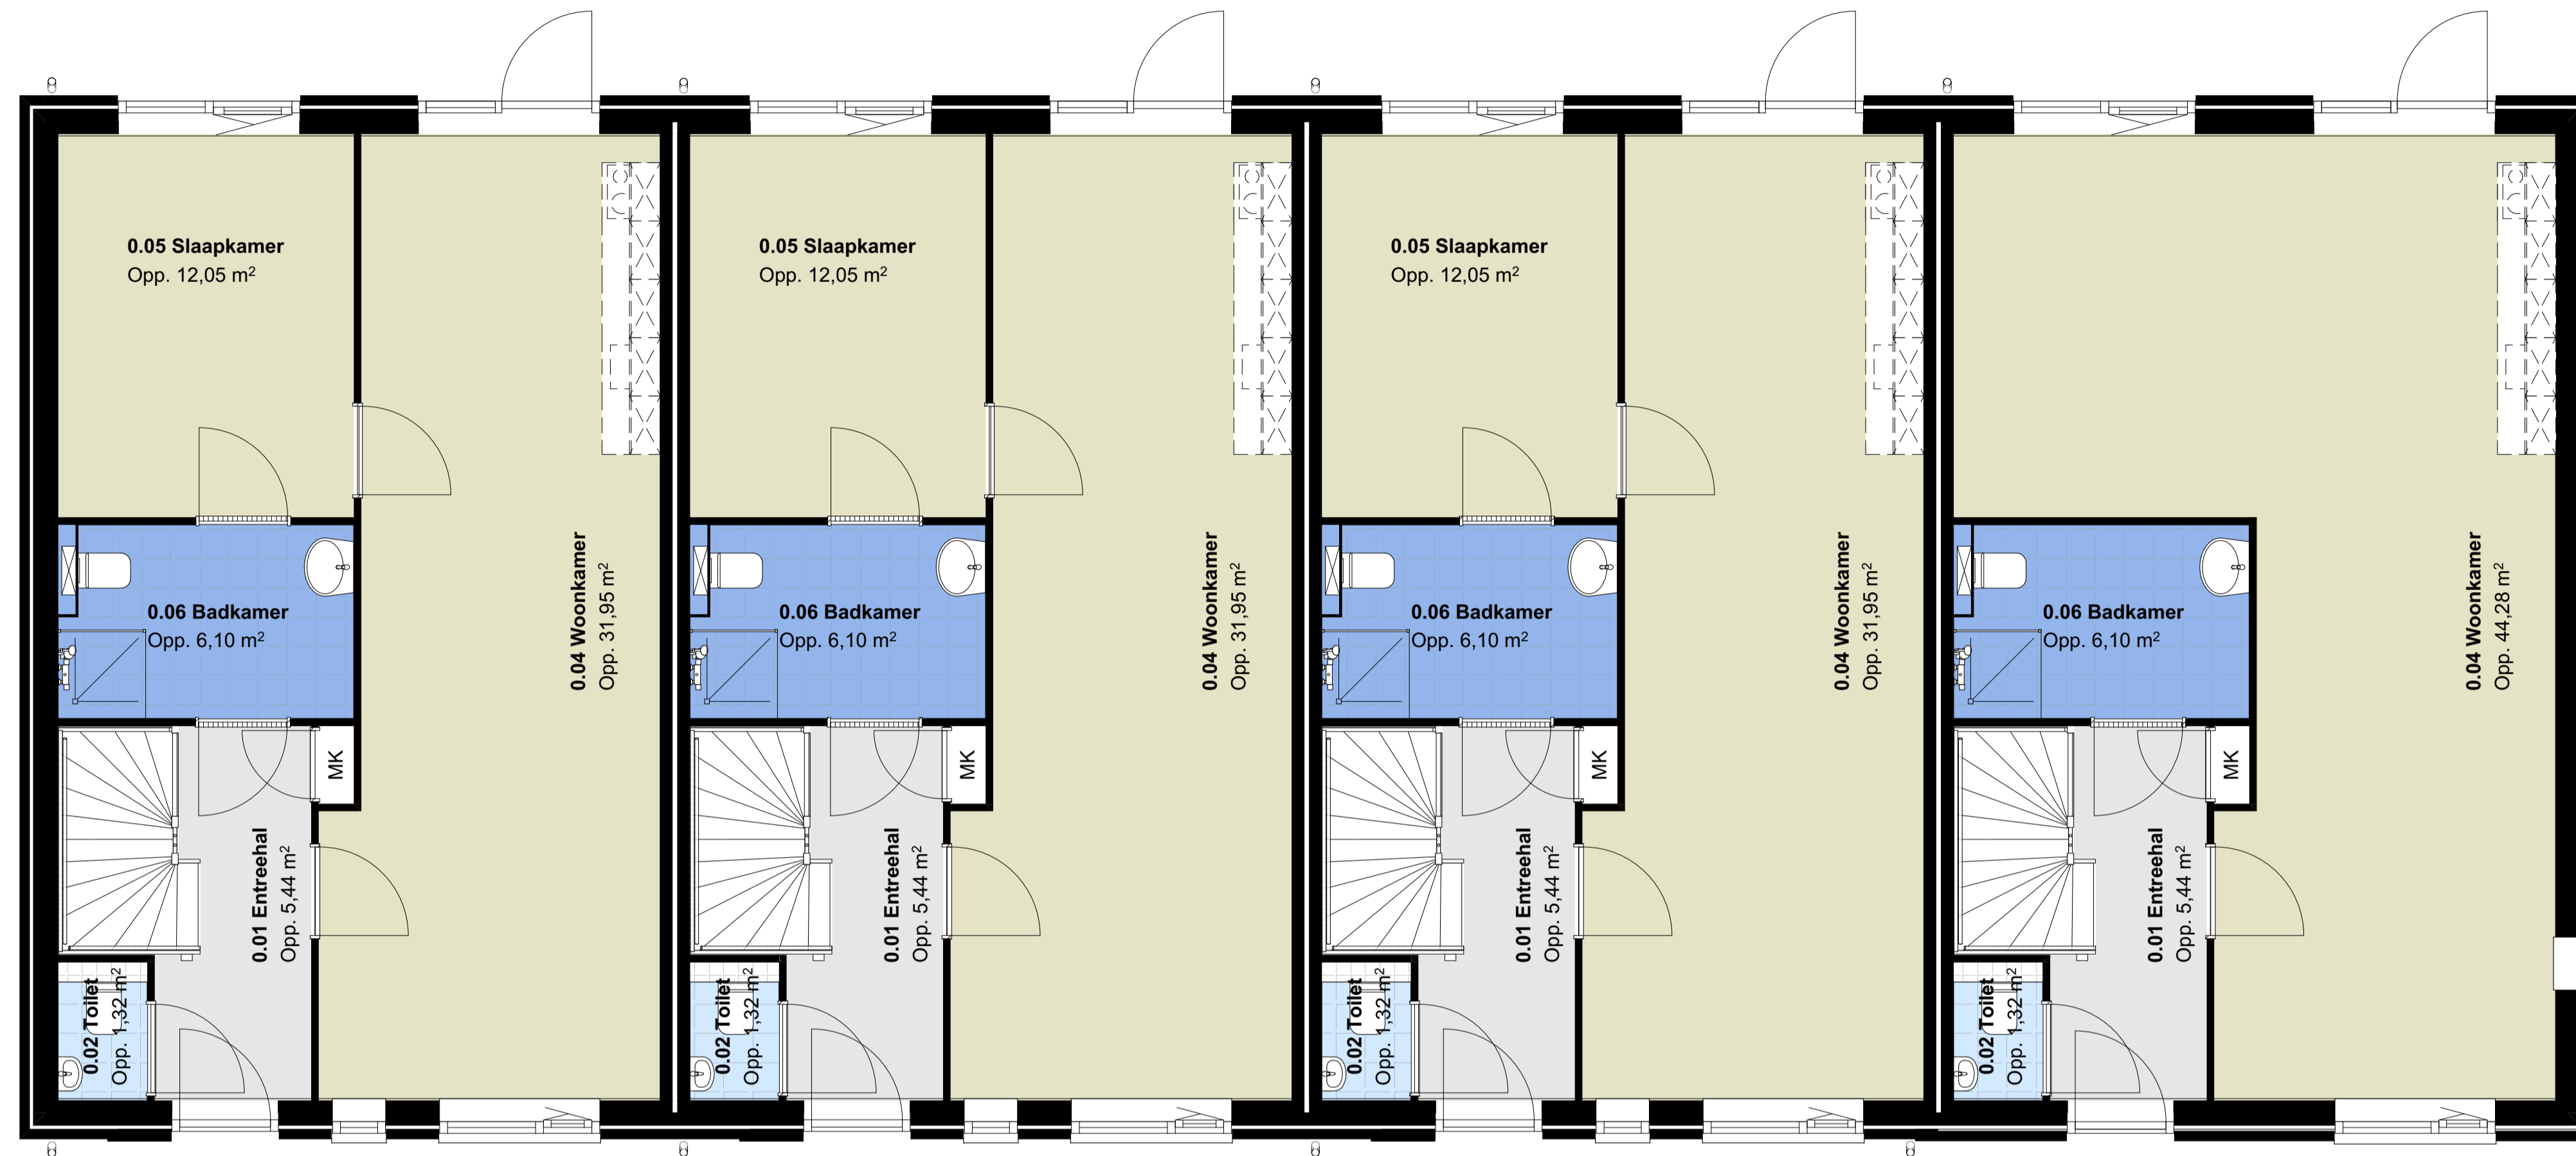 0.05 Slaapkamer
Opp. 12,05 m²
0.04 Woonkamer
Opp. 31,95 m²
0.06 Badkamer
Opp. 6,10 m²
MK
0.01 Entreehal
Opp. 5,44 m²
0.02 Toilet
Opp. 1,32 m²
0.05 Slaapkamer
Opp. 12,05 m²
0.04 Woonkamer
Opp. 31,95 m²
0.06 Badkamer
Opp. 6,10 m²
MK
0.01 Entreehal
Opp. 5,44 m²
0.02 Toilet
Opp. 1,32 m²
0.05 Slaapkamer
Opp. 12,05 m²
0.04 Woonkamer
Opp. 31,95 m²
0.06 Badkamer
Opp. 6,10 m²
MK
0.01 Entreehal
Opp. 5,44 m²
0.02 Toilet
Opp. 1,32 m²
0.04 Woonkamer
Opp. 44,28 m²
0.06 Badkamer
Opp. 6,10 m²
MK
0.01 Entreehal
Opp. 5,44 m²
0.02 Toilet
Opp. 1,32 m²